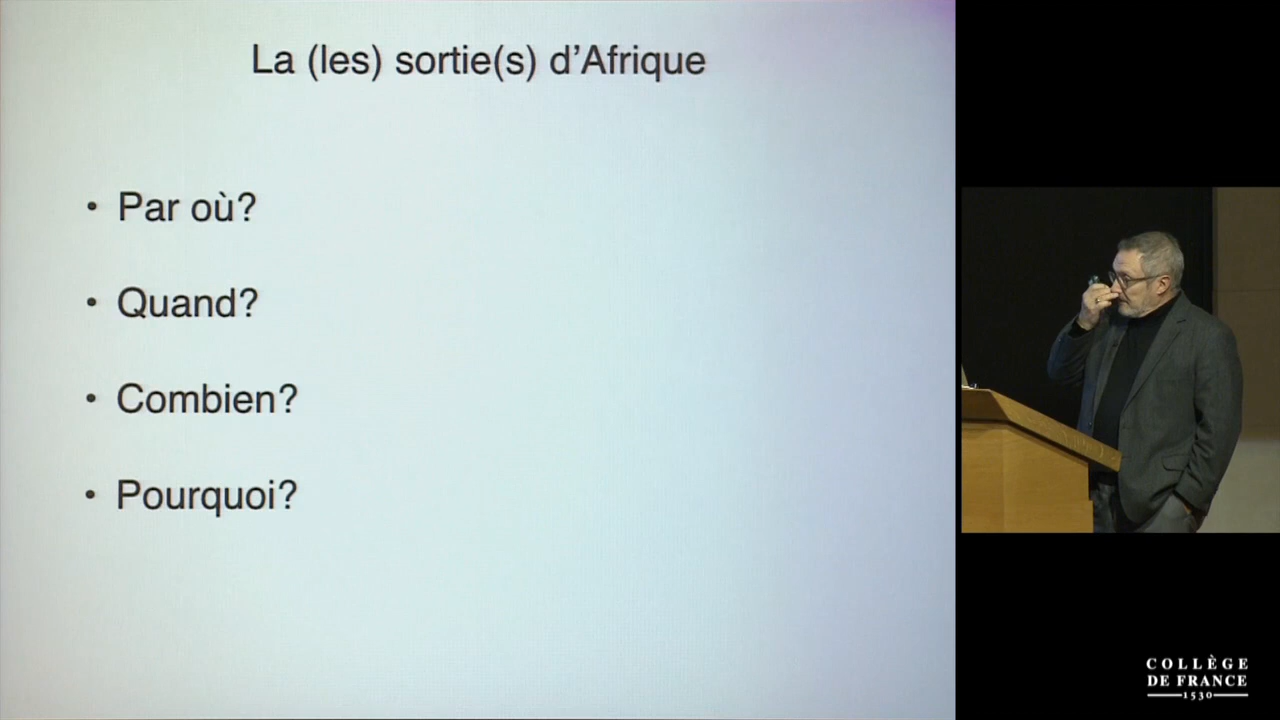 La (les) sortie(s) d'Afrique
• Par où?
• Quand?
• Combien?
• Pourquoi?
COLLÈGE
DE FRANCE
1530